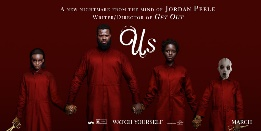 A new nightmare from the mind of Jordan Peele
Writer/Director of Get Out
Us
WATCH YOURSELF
MARCH